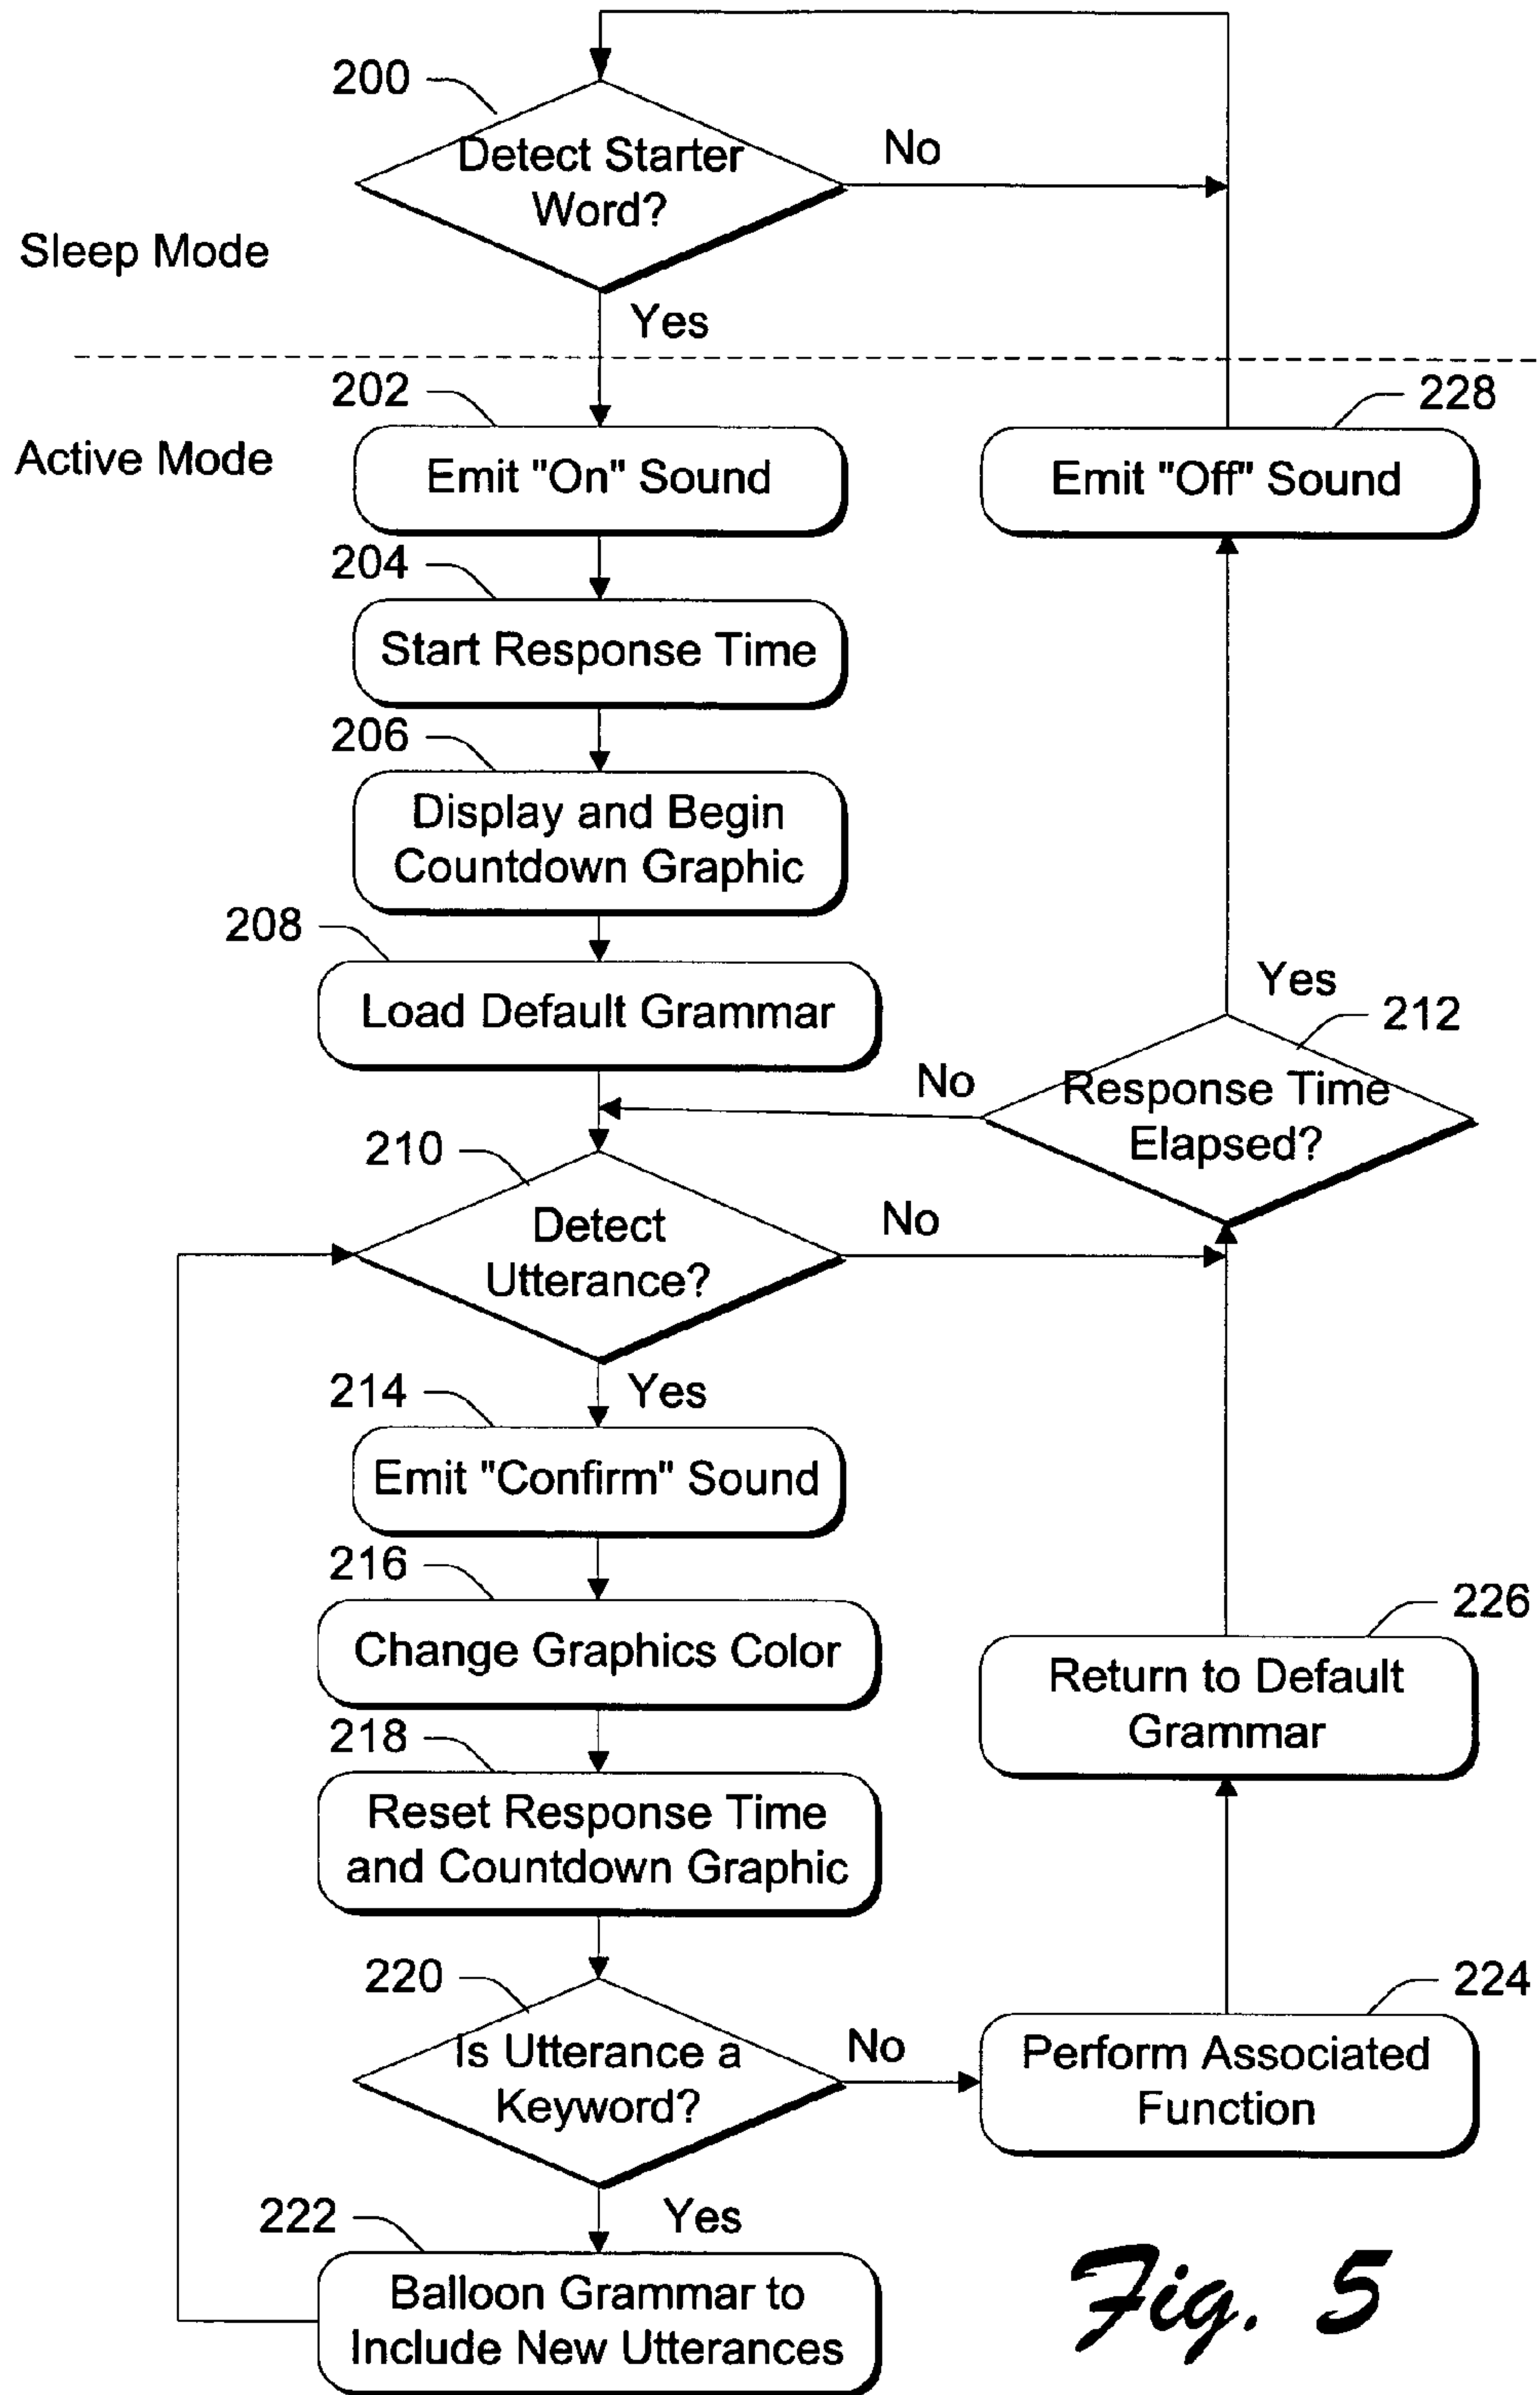 200
Detect Starter
Word?
No
Sleep Mode
Yes
202
228
Active Mode
Emit "On" Sound
Emit "Off" Sound
204
Start Response Time
206
Display and Begin
Countdown Graphic
208
Load Default Grammar
Yes
212
No
Response Time
Elapsed?
210
Detect
Utterance?
No
Yes
214
Emit "Confirm" Sound
216
Change Graphics Color
226
Return to Default
Grammar
218
Reset Response Time
and Countdown Graphic
220
Is Utterance a
Keyword?
No
224
Perform Associated
Function
Yes
222
Balloon Grammar to
Include New Utterances
Fig. 5